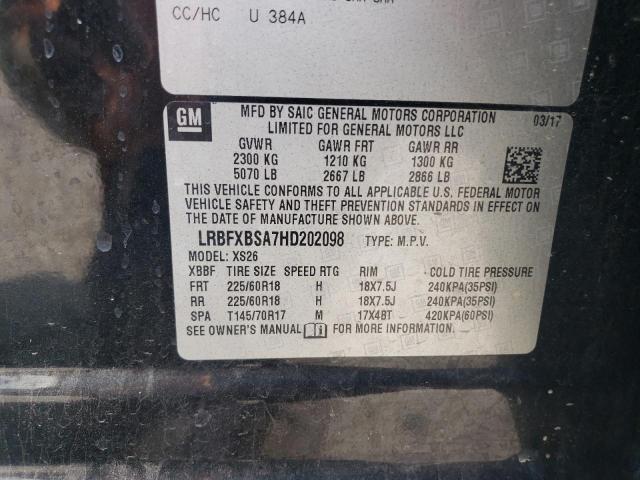 CC/HC U 384A
GM
MFD BY SAIC GENERAL MOTORS CORPORATION 03/17
LIMITED FOR GENERAL MOTORS LLC
GVWR GAWR FRT GAWR RR
2300 KG 1210 KG 1300 KG
5070 LB 2667 LB 2866 LB
THIS VEHICLE CONFORMS TO ALL APPLICABLE U.S. FEDERAL MOTOR
VEHICLE SAFETY AND THEFT PREVENTION STANDARDS IN EFFECT ON
THE DATE OF MANUFACTURE SHOWN ABOVE.
LRBFXBSA7HD202098 TYPE: M.P.V.
MODEL: XS26
XBBF TIRE SIZE SPEED RTG RIM COLD TIRE PRESSURE
FRT 225/60R18 H 18X7.5J 240KPA(35PSI)
RR 225/60R18 H 18X7.5J 240KPA(35PSI)
SPA T145/70R17 M 17X4BT 420KPA(60PSI)
SEE OWNER'S MANUAL FOR MORE INFORMATION.